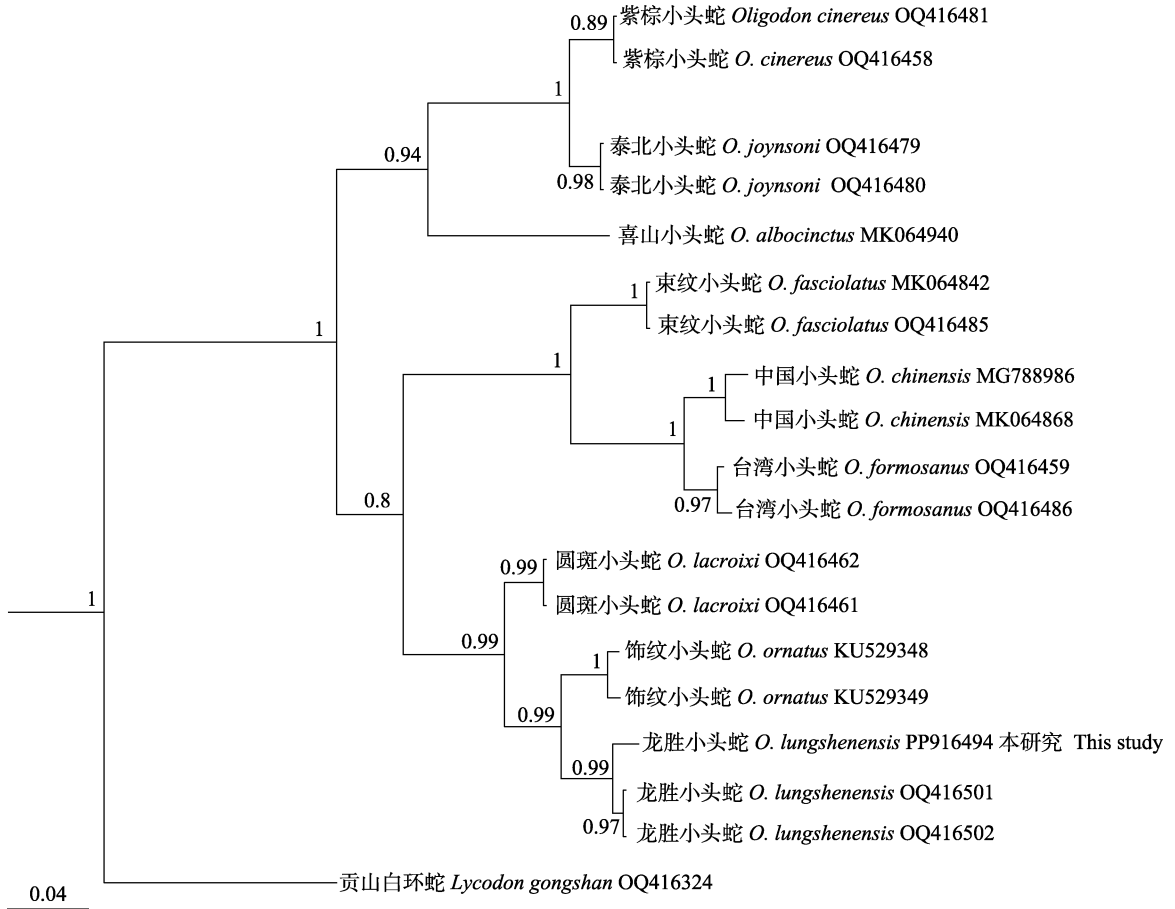 0.89
紫棕小头蛇 Oligodon cinereus OQ416481
紫棕小头蛇 O. cinereus OQ416458
1
泰北小头蛇 O. joynsoni OQ416479
0.94
0.98
泰北小头蛇 O. joynsoni OQ416480
喜山小头蛇 O. albocinctus MK064940
1
束纹小头蛇 O. fasciolatus MK064842
束纹小头蛇 O. fasciolatus OQ416485
1
1
中国小头蛇 O. chinensis MG788986
1
中国小头蛇 O. chinensis MK064868
1
台湾小头蛇 O. formosanus OQ416459
0.8
0.97
台湾小头蛇 O. formosanus OQ416486
0.99
圆斑小头蛇 O. lacroixi OQ416462
圆斑小头蛇 O. lacroixi OQ416461
1
0.99
饰纹小头蛇 O. ornatus KU529348
1
饰纹小头蛇 O. ornatus KU529349
0.99
龙胜小头蛇 O. lungshenensis PP916494 本研究 This study
0.99
龙胜小头蛇 O. lungshenensis OQ416501
0.97
龙胜小头蛇 O. lungshenensis OQ416502
贡山白环蛇 Lycodon gongshan OQ416324
0.04